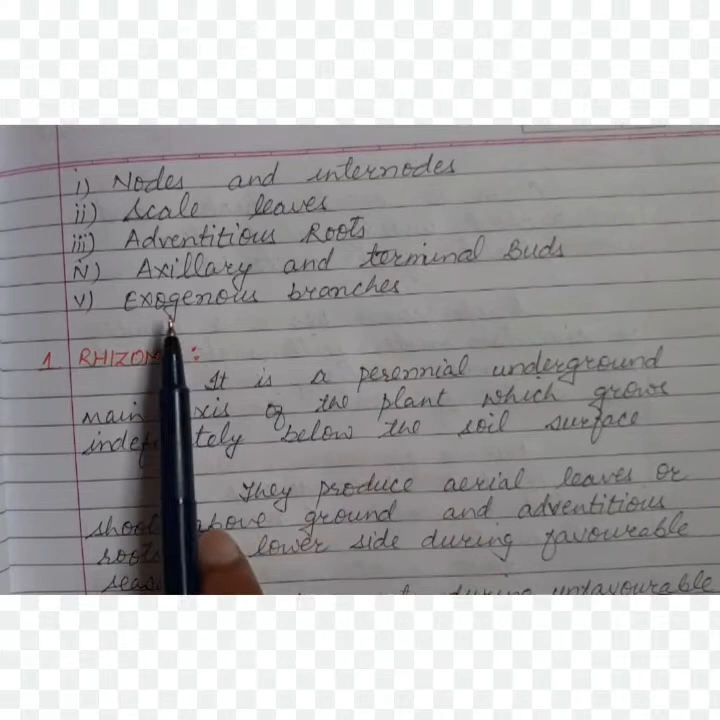 i) Nodes and internodes
ii) Scale leaves
iii) Adventitious Roots
iv) Axillary and terminal Buds
v) Exogenous branches
1 RHIZOM :
It is a perennial underground
main xis of the plant which grows
indef tely below the soil surface
They produce aerial leaves or
shoot above ground and adventitious
roots lower side during favourable
seas
during unfavourable